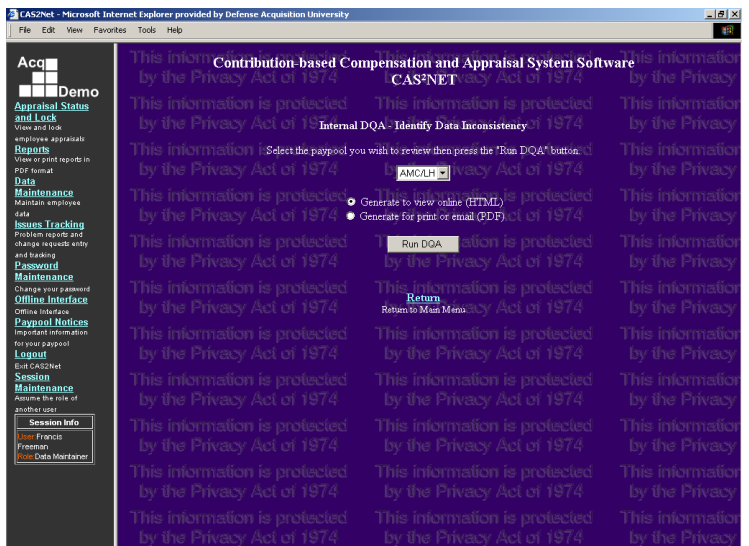 CAS2Net - Microsoft Internet Explorer provided by Defense Acquisition University
File Edit View Favorites Tools Help
Acq
Demo
Appraisal Status
and Lock
View and lock
employee appraisals
Reports
View or print reports in
PDF format
Data
Maintenance
Maintain employee
data
Issues Tracking
Problem reports and
change requests entry
and tracking
Password
Maintenance
Change your password
Offline Interface
Offline Interface
Paypool Notices
Important information
for your paypool
Logout
Exit CAS2Net
Session
Maintenance
Assume the role of
another user
Session Info
User:Francis
Freeman
Role:Data Maintainer
Contribution-based Compensation and Appraisal System Software
CAS²NET
Internal DQA - Identify Data Inconsistency
Select the paypool you wish to review then press the "Run DQA" button.
AMC/LH
Generate to view online (HTML)
Generate for print or email (PDF)
Run DQA
Return
Return to Main Menu
This information is protected
by the Privacy Act of 1974